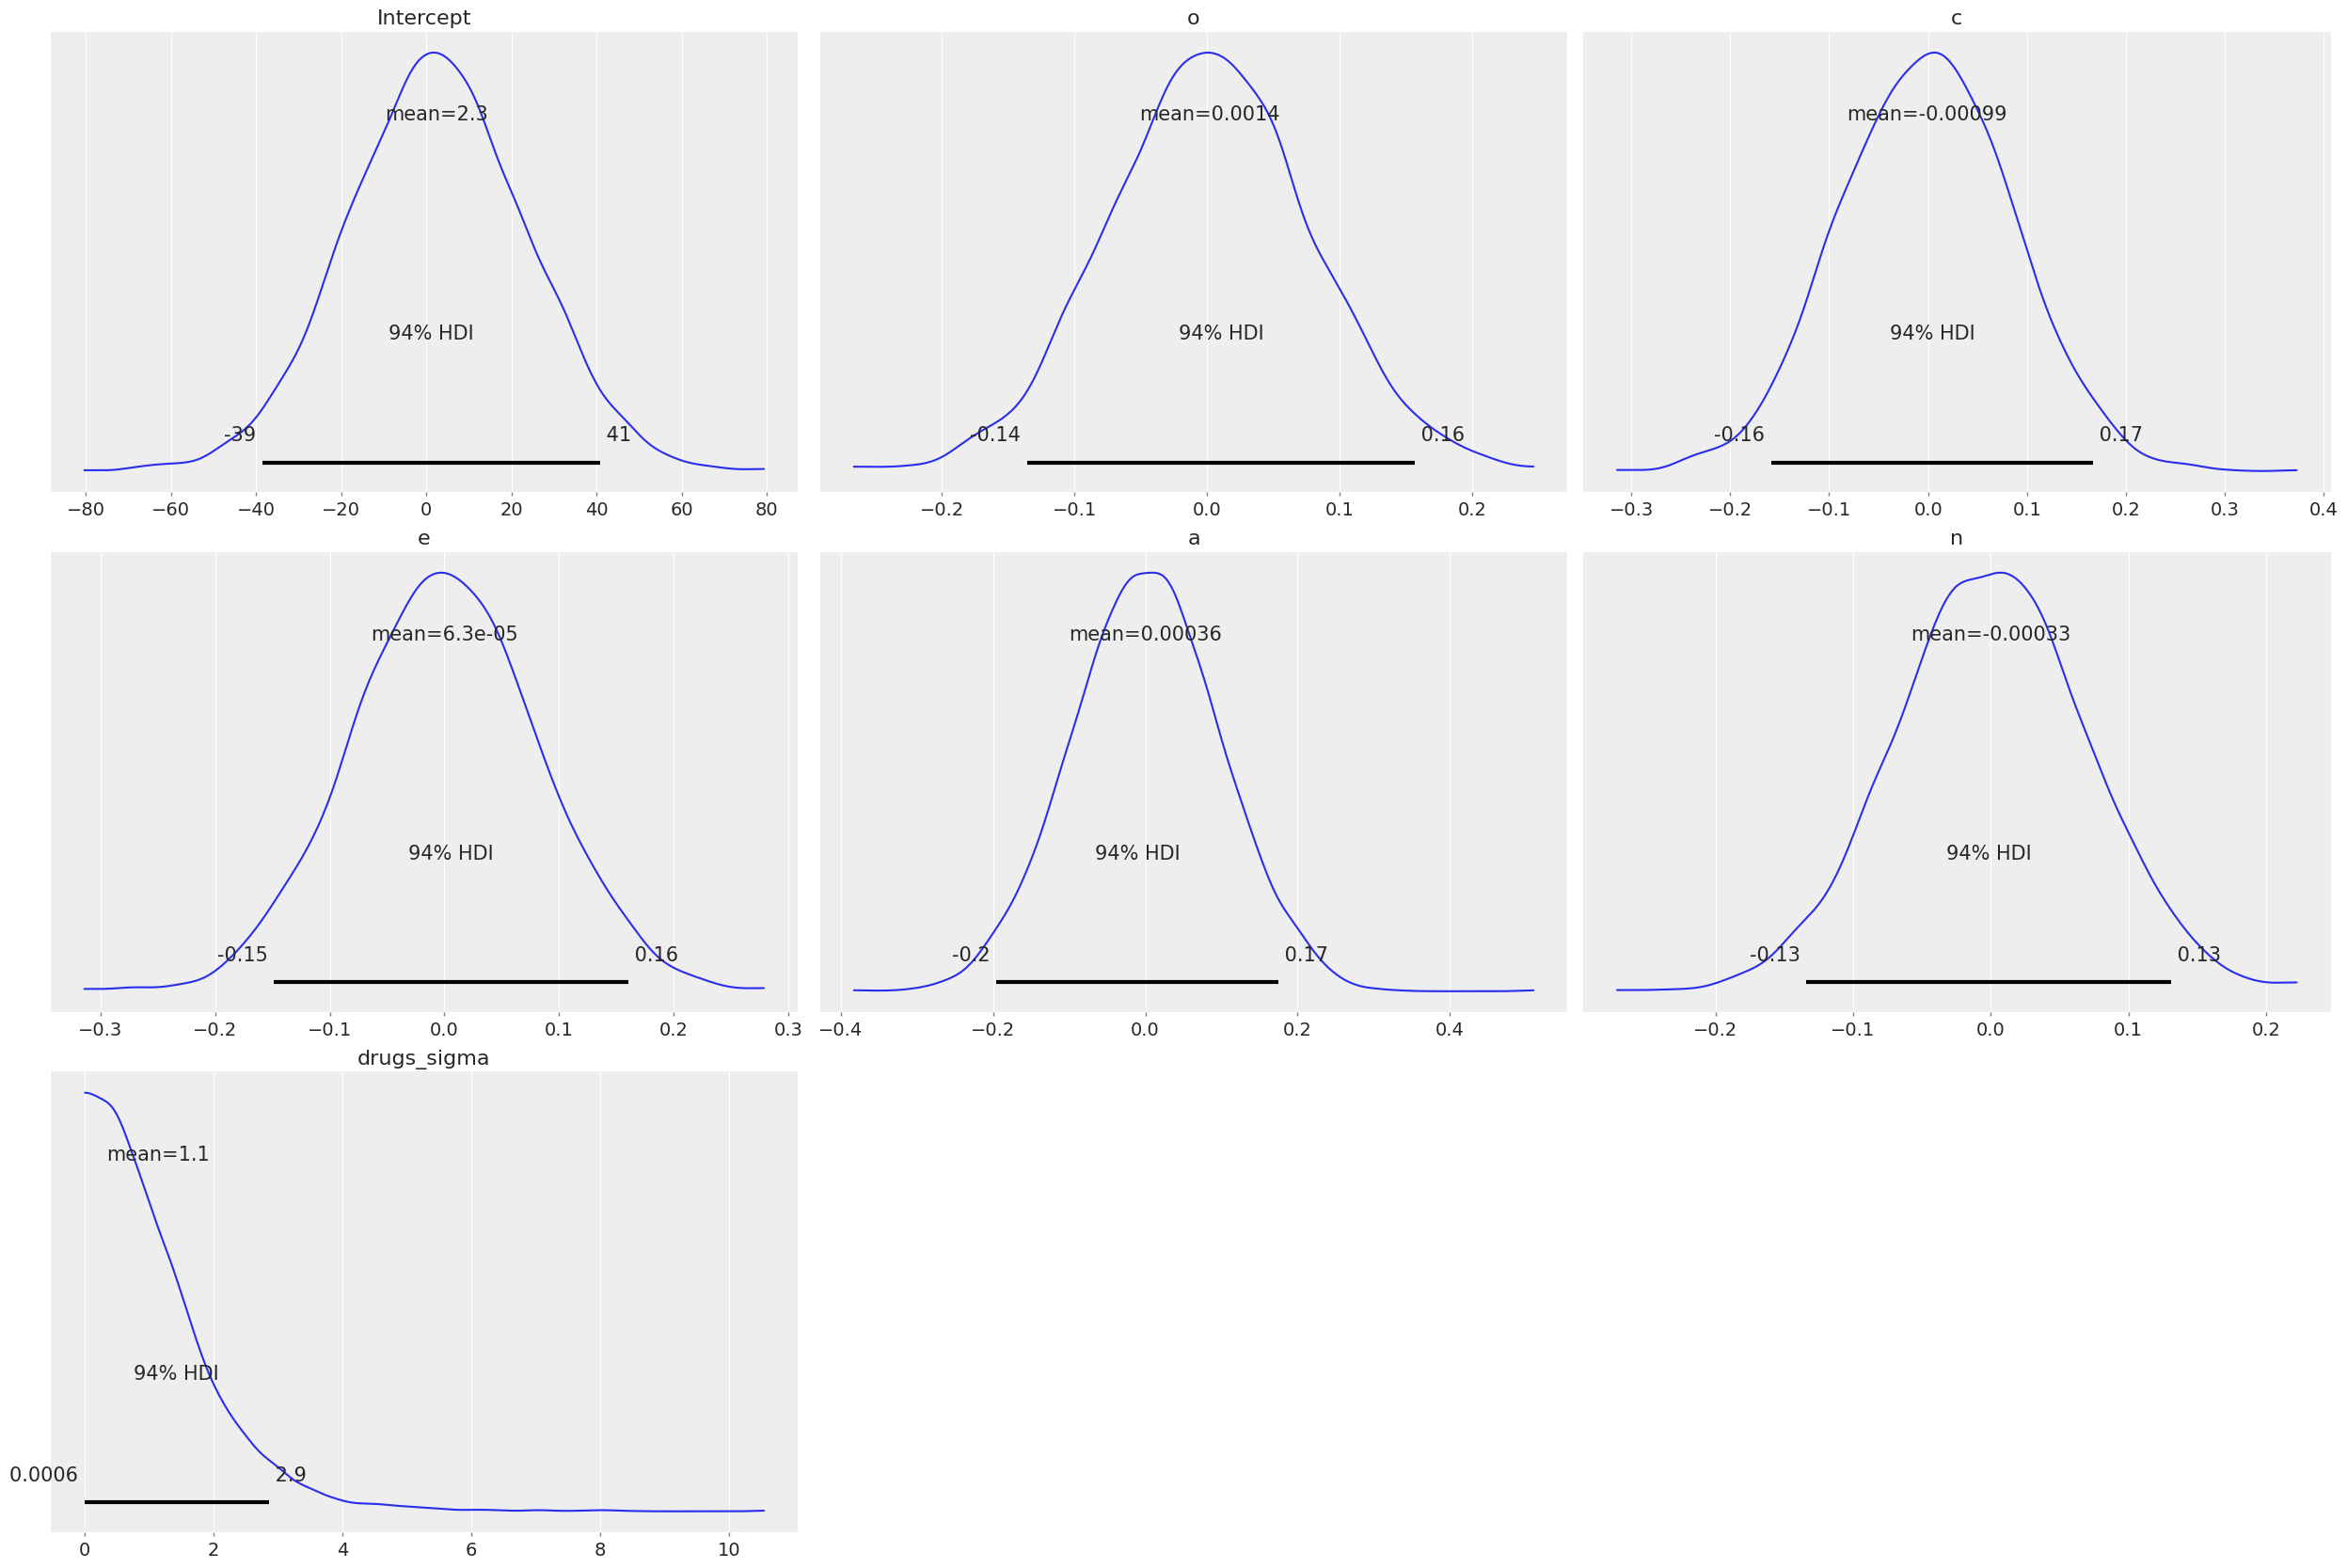 Intercept
mean=2.3
94% HDI
-39 41
−80 −60 −40 −20 0 20 40 60 80
o
mean=0.0014
94% HDI
-0.14 0.16
−0.2 −0.1 0.0 0.1 0.2
c
mean=-0.00099
94% HDI
-0.16 0.17
−0.3 −0.2 −0.1 0.0 0.1 0.2 0.3 0.4
e
mean=6.3e-05
94% HDI
-0.15 0.16
−0.3 −0.2 −0.1 0.0 0.1 0.2 0.3
a
mean=0.00036
94% HDI
-0.2 0.17
−0.4 −0.2 0.0 0.2 0.4
n
mean=-0.00033
94% HDI
-0.13 0.13
−0.2 −0.1 0.0 0.1 0.2
drugs_sigma
mean=1.1
94% HDI
0.0006 2.9
0 2 4 6 8 10